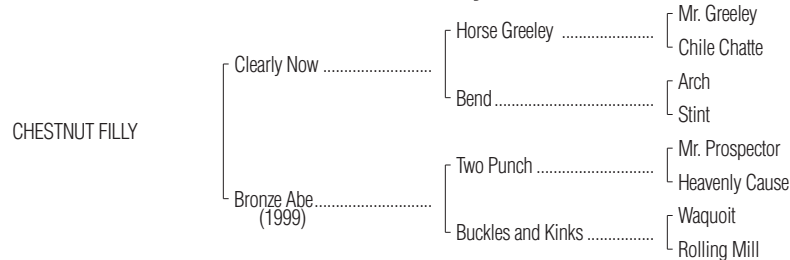 Mr. Greeley
Horse Greeley ....................
Chile Chatte
Clearly Now ........................
Arch
Bend...................................
Stint
CHESTNUT FILLY
Mr. Prospector
Two Punch ..........................
Heavenly Cause
Bronze Abe..........................
(1999)
Waquoit
Buckles and Kinks ...............
Rolling Mill